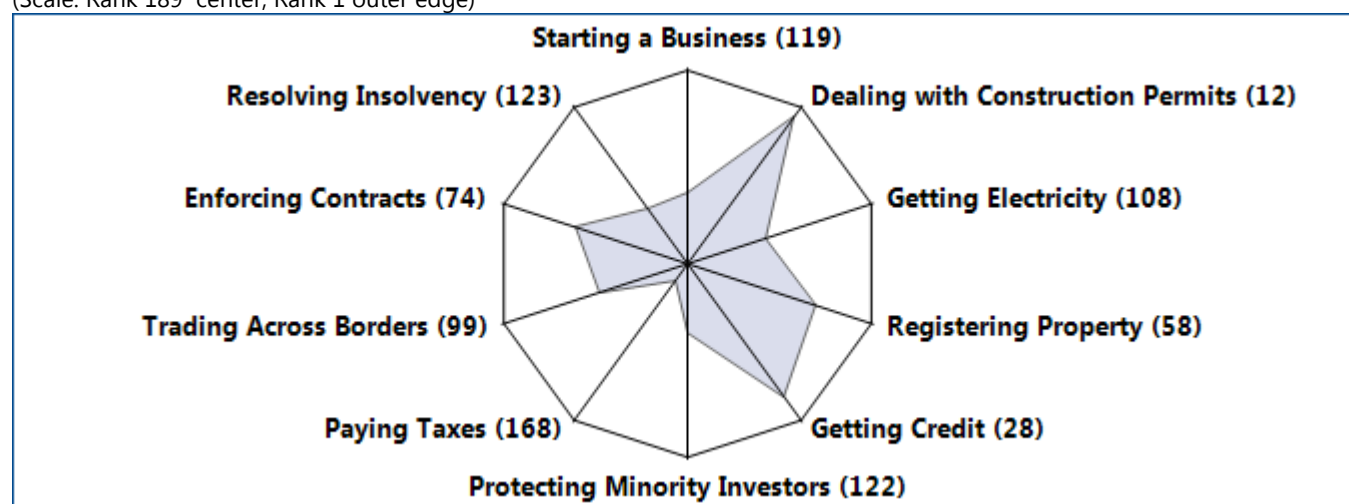 (Scale: Rank 189 center, Rank 1 outer edge)
Starting a Business (119)
Resolving Insolvency (123)
Dealing with Construction Permits (12)
Enforcing Contracts (74)
Getting Electricity (108)
Trading Across Borders (99)
Registering Property (58)
Paying Taxes (168)
Getting Credit (28)
Protecting Minority Investors (122)